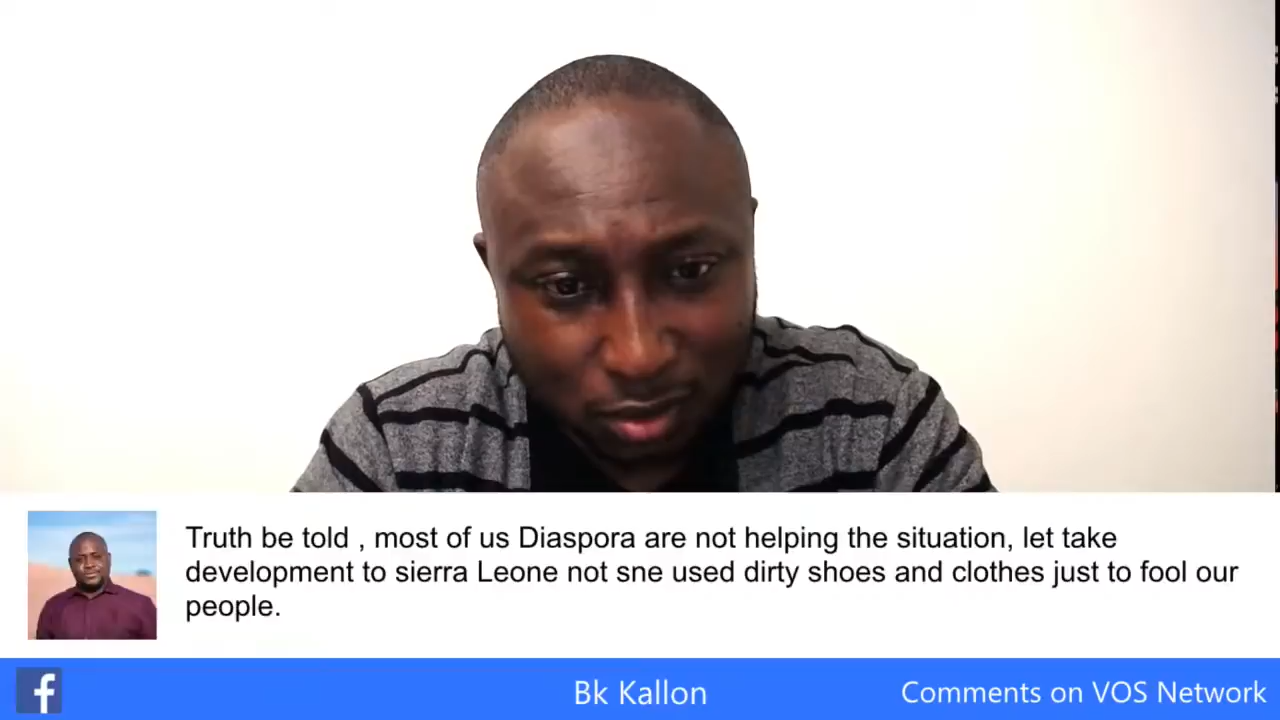 Truth be told , most of us Diaspora are not helping the situation, let take
development to sierra Leone not sne used dirty shoes and clothes just to fool our
people.
f
Bk Kallon
Comments on VOS Network